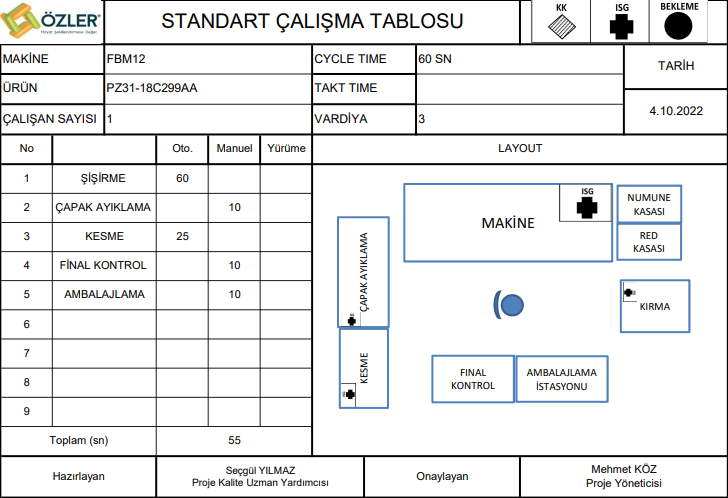 ÖZLER
Hayat Şekillendirmeye Değer
STANDART ÇALIŞMA TABLOSU
KK
ISG
BEKLEME
MAKİNE
FBM12
CYCLE TIME
60 SN
TARİH
ÜRÜN
PZ31-18C299AA
TAKT TIME
ÇALIŞAN SAYISI
1
VARDİYA
3
4.10.2022
No
Oto.
Manuel
Yürüme
LAYOUT
1
ŞİŞİRME
60
2
ÇAPAK AYIKLAMA
10
3
KESME
25
4
FİNAL KONTROL
10
5
AMBALAJLAMA
10
6
7
8
9
Toplam (sn)
55
MAKİNE
ISG
NUMUNE
KASASI
RED
KASASI
ÇAPAK AYIKLAMA
KIRMA
KESME
FINAL
KONTROL
AMBALAJLAMA
İSTASYONU
Hazırlayan
Seçgül YILMAZ
Proje Kalite Uzman Yardımcısı
Onaylayan
Mehmet KÖZ
Proje Yöneticisi